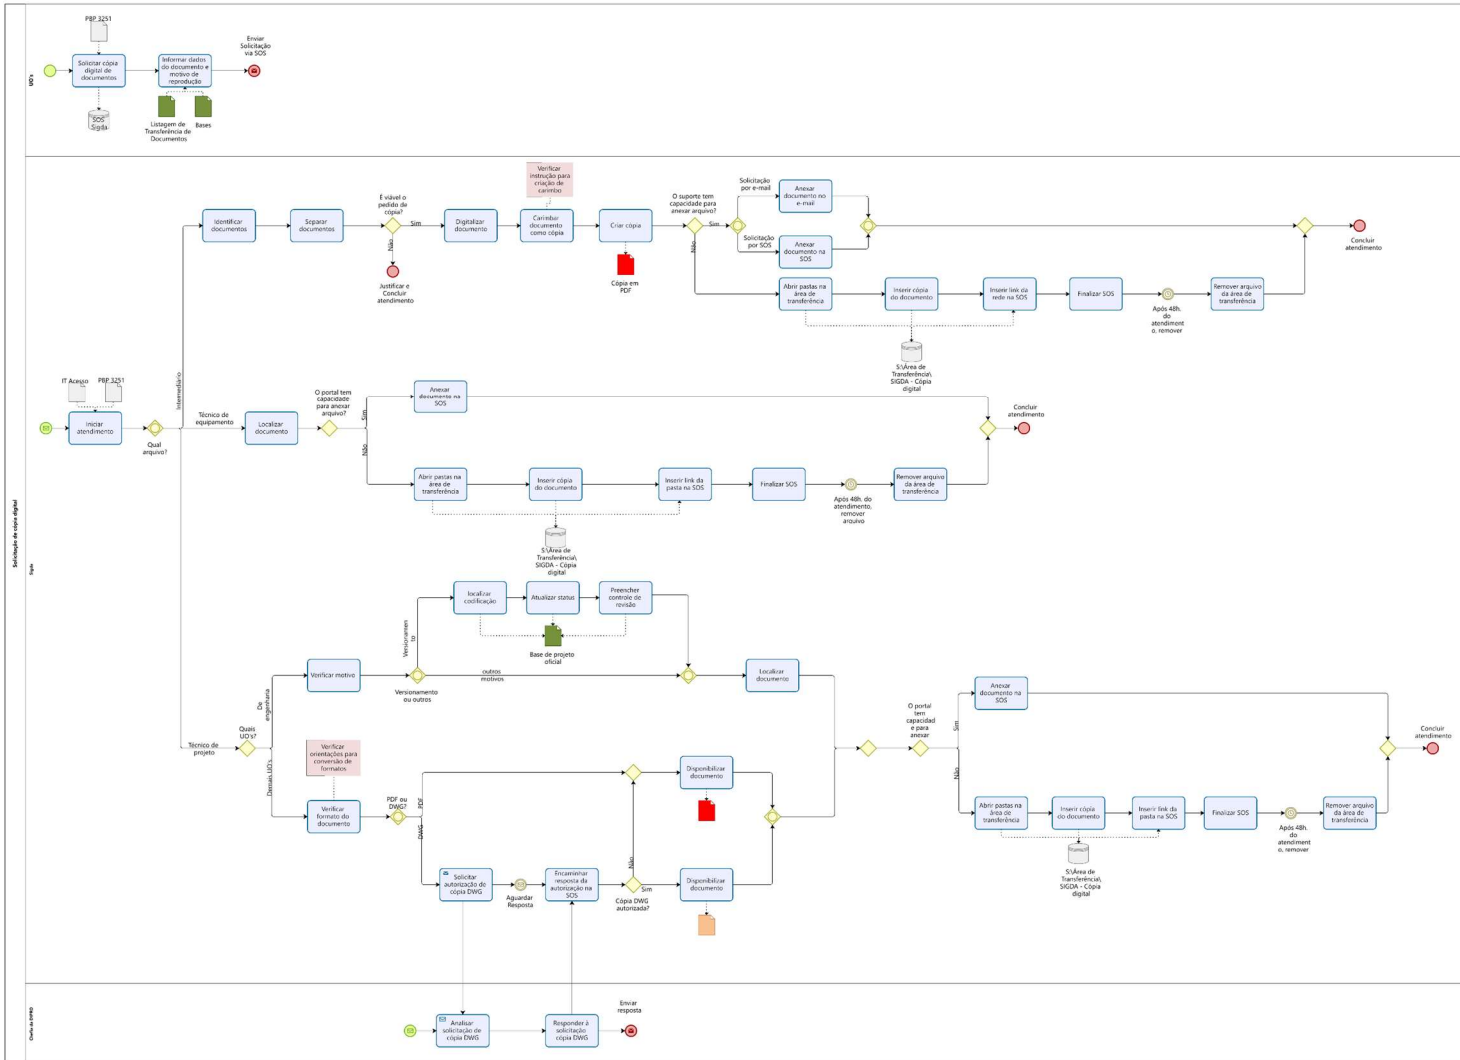 Solicitação de cópia digital
UO's
PBP 3251
Solicitar cópia
digital de
documentos
SOS
Sigda
Informar dados
do documento e
motivo de
reprodução
Listagem de
Transferência de
Documentos
Bases
Enviar
Solicitação
via SOS
Sigda
IT Acesso
PBP 3251
Iniciar
atendimento
Qual
arquivo?
Intermediário
Identificar
documentos
Separar
documentos
É viável o
pedido de
cópia?
Sim
Não
Justificar e
Concluir
atendimento
Digitalizar
documento
Verificar
instrução para
criação de
carimbo
Carimbar
documento
como cópia
Criar cópia
Cópia em
PDF
O suporte tem
capacidade para
anexar arquivo?
Sim
Não
Solicitação
por e-mail
Anexar
documento no
e-mail
Solicitação
por SOS
Anexar
documento na
SOS
Abrir pastas na
área de
transferência
Inserir cópia
do documento
Inserir link da
rede na SOS
Finalizar SOS
Após 48h.
do
atendiment
o, remover
Remover arquivo
da área de
transferência
S:\Área de
Transferência\
SIGDA - Cópia
digital
Concluir
atendimento
Técnico de
equipamento
Localizar
documento
O portal tem
capacidade
para anexar
arquivo?
Sim
Não
Anexar
documento na
SOS
Abrir pastas na
área de
transferência
Inserir cópia
do documento
Inserir link da
pasta na SOS
Finalizar SOS
Após 48h. do
atendimento,
remover
arquivo
Remover arquivo
da área de
transferência
S:\Área de
Transferência\
SIGDA - Cópia
digital
Concluir
atendimento
Técnico de
projeto
Quais
UO's?
De
engenharia
Demais UO's
Verificar motivo
Versionamen
to
Versionamento
ou outros
outros
motivos
localizar
codificação
Atualizar status
Preencher
controle de
revisão
Base de projeto
oficial
Localizar
documento
Verificar
orientações para
conversão de
formatos
Verificar
formato do
documento
PDF ou
DWG?
PDF
DWG
Solicitar
autorização de
cópia DWG
Aguardar
Resposta
Encaminhar
resposta da
autorização na
SOS
Cópia DWG
autorizada?
Não
Sim
Disponibilizar
documento
Disponibilizar
documento
O portal
tem
capacidad
e para
anexar
Sim
Não
Anexar
documento na
SOS
Abrir pastas na
área de
transferência
Inserir cópia
do documento
Inserir link da
pasta na SOS
Finalizar SOS
Após 48h.
do
atendiment
o, remover
Remover arquivo
da área de
transferência
S:\Área de
Transferência\
SIGDA - Cópia
digital
Concluir
atendimento
Analisar
solicitação de
cópia DWG
Responder à
solicitação
cópia DWG
Enviar
resposta